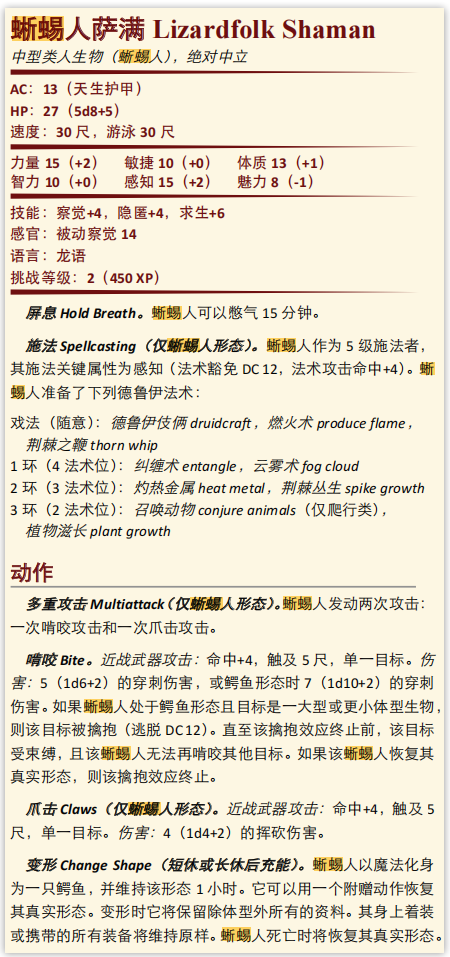 蜥蜴人萨满 Lizardfolk Shaman
中型类人生物（蜥蜴人），绝对中立
AC：13（天生护甲）
HP：27（5d8+5）
速度：30 尺，游泳 30 尺
力量 15（+2） 敏捷 10（+0） 体质 13（+1）
智力 10（+0） 感知 15（+2） 魅力 8（-1）
技能：察觉+4，隐匿+4，求生+6
感官：被动察觉 14
语言：龙语
挑战等级：2（450 XP）
屏息 Hold Breath。蜥蜴人可以憋气 15 分钟。
施法 Spellcasting（仅蜥蜴人形态）。蜥蜴人作为 5 级施法者，
其施法关键属性为感知（法术豁免 DC 12，法术攻击命中+4）。蜥
蜴人准备了下列德鲁伊法术：
戏法（随意）：德鲁伊伎俩 druidcraft，燃火术 produce flame，
荆棘之鞭 thorn whip
1 环（4 法术位）：纠缠术 entangle，云雾术 fog cloud
2 环（3 法术位）：灼热金属 heat metal，荆棘丛生 spike growth
3 环（2 法术位）：召唤动物 conjure animals（仅爬行类），
植物滋长 plant growth
动作
多重攻击 Multiattack（仅蜥蜴人形态）。蜥蜴人发动两次攻击：
一次啃咬攻击和一次爪击攻击。
啃咬 Bite。近战武器攻击：命中+4，触及 5 尺，单一目标。伤
害：5（1d6+2）的穿刺伤害，或鳄鱼形态时 7（1d10+2）的穿刺
伤害。如果蜥蜴人处于鳄鱼形态且目标是一大型或更小体型生物，
则该目标被擒抱（逃脱 DC 12）。直至该擒抱效应终止前，该目标
受束缚，且该蜥蜴人无法再啃咬其他目标。如果该蜥蜴人恢复其
真实形态，则该擒抱效应终止。
爪击 Claws（仅蜥蜴人形态）。近战武器攻击：命中+4，触及 5
尺，单一目标。伤害：4（1d4+2）的挥砍伤害。
变形 Change Shape（短休或长休后充能）。蜥蜴人以魔法化身
为一只鳄鱼，并维持该形态 1 小时。它可以用一个附赠动作恢复
其真实形态。变形时它将保留除体型外所有的资料。其身上着装
或携带的所有装备将维持原样。蜥蜴人死亡时将恢复其真实形态。